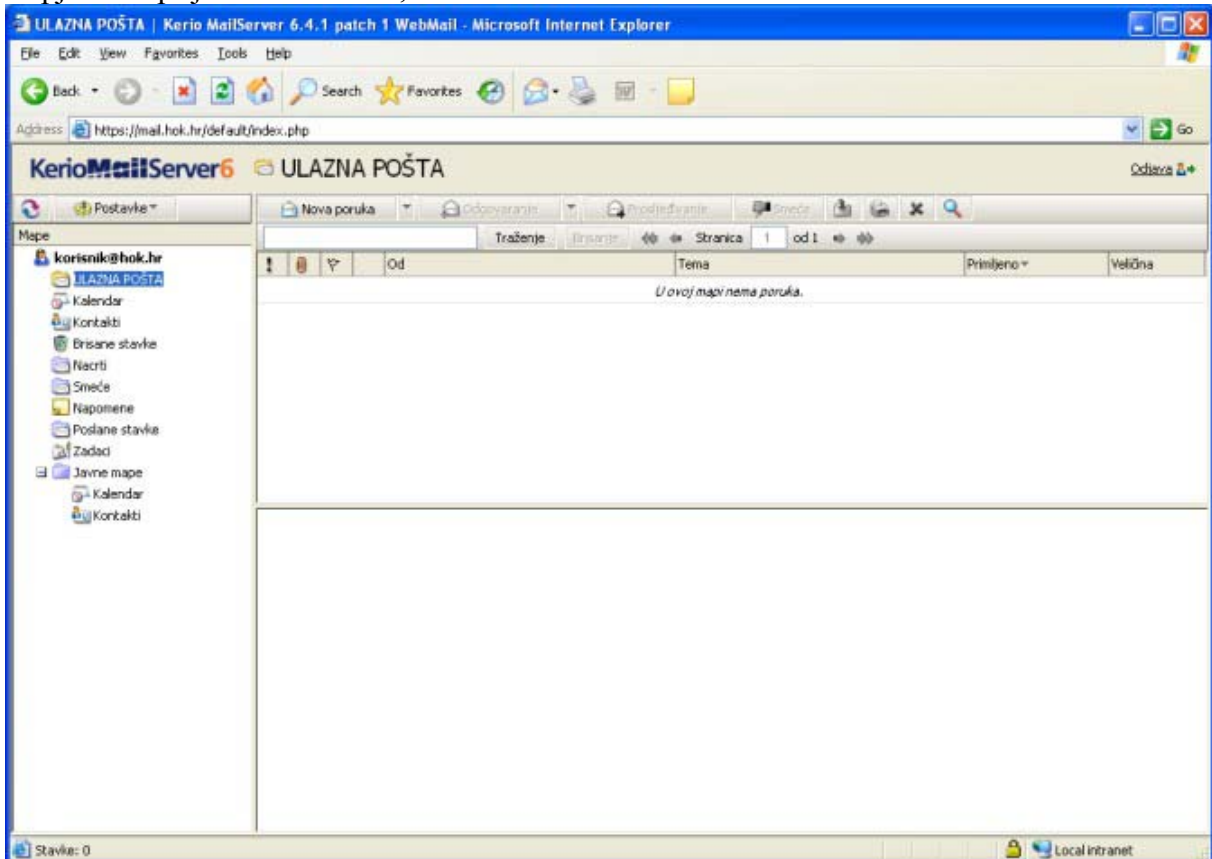 ULAZNA POŠTA | Kerio MailServer 6.4.1 patch 1 WebMail - Microsoft Internet Explorer
File Edit View Favorites Tools Help
Back Search Favorites
Address https://mail.hok.hr/default/index.php Go
KerioMailServer6 ULAZNA POŠTA Odjava
Postavke Nova poruka Odgovaranje Prosljeđivanje Smeće
Mape Traženje Brisanje Stranica 1 od 1
korisnik@hok.hr ! Od Tema Primljeno Veličina
ULAZNA POŠTA U ovoj mapi nema poruka.
Kalendar
Kontakti
Brisane stavke
Nacrti
Smeće
Napomene
Poslane stavke
Zadaci
Javne mape
Kalendar
Kontakti
Stavke: 0 Local intranet